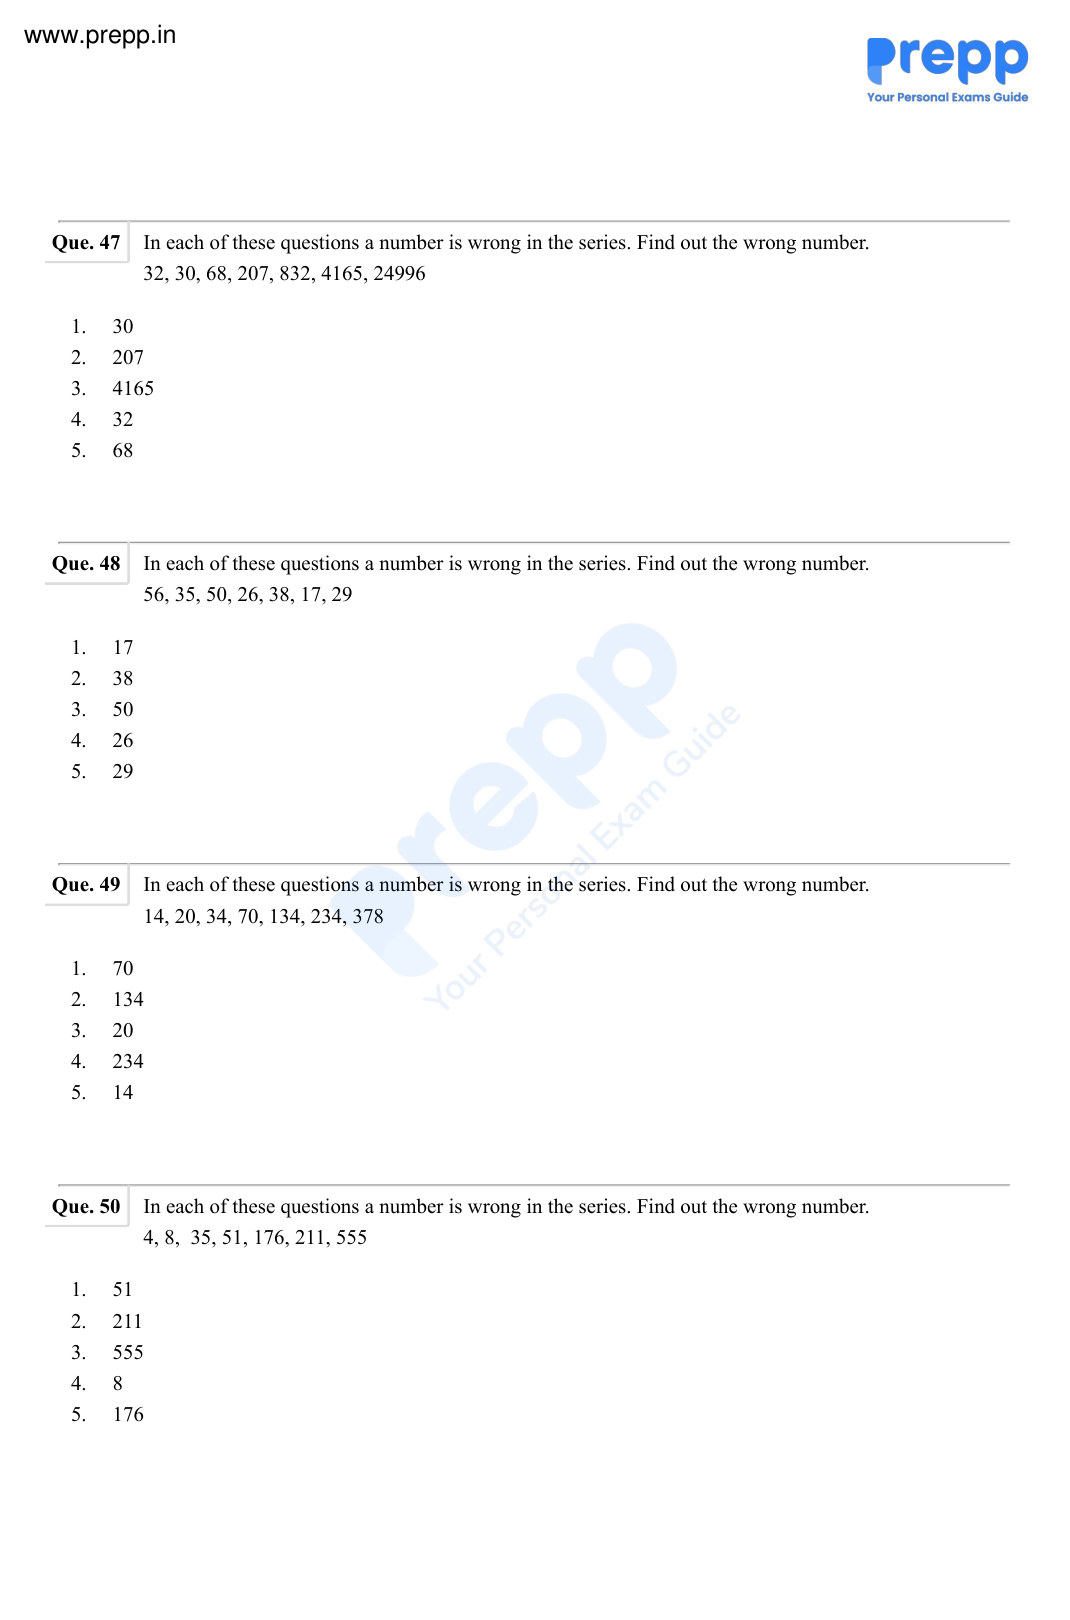 www.prepp.in
prepp
Your Personal Exams Guide
Que. 47 In each of these questions a number is wrong in the series. Find out the wrong number.
32, 30, 68, 207, 832, 4165, 24996
1. 30
2. 207
3. 4165
4. 32
5. 68
Que. 48 In each of these questions a number is wrong in the series. Find out the wrong number.
56, 35, 50, 26, 38, 17, 29
1. 17
2. 38
3. 50
4. 26
5. 29
prepp
Your Personal Exam Guide
Que. 49 In each of these questions a number is wrong in the series. Find out the wrong number.
14, 20, 34, 70, 134, 234, 378
1. 70
2. 134
3. 20
4. 234
5. 14
Que. 50 In each of these questions a number is wrong in the series. Find out the wrong number.
4, 8,  35, 51, 176, 211, 555
1. 51
2. 211
3. 555
4. 8
5. 176